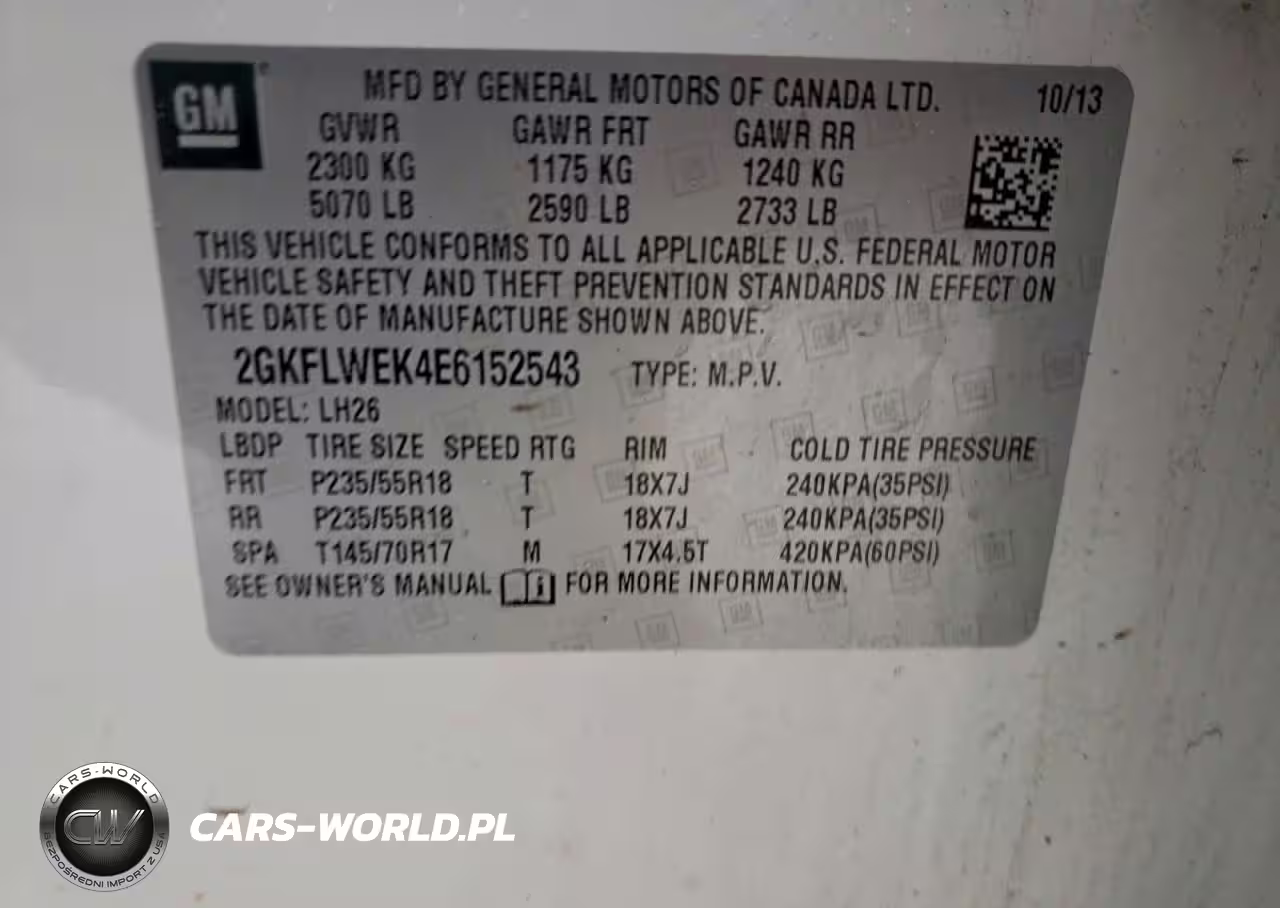 GM
MFD BY GENERAL MOTORS OF CANADA LTD. 10/13
GVWR GAWR FRT GAWR RR
2300 KG 1175 KG 1240 KG
5070 LB 2590 LB 2733 LB
THIS VEHICLE CONFORMS TO ALL APPLICABLE U.S. FEDERAL MOTOR
VEHICLE SAFETY AND THEFT PREVENTION STANDARDS IN EFFECT ON
THE DATE OF MANUFACTURE SHOWN ABOVE.
2GKFLWEK4E6152543 TYPE: M.P.V.
MODEL: LH26
LBDP TIRE SIZE SPEED RTG RIM COLD TIRE PRESSURE
FRT P235/55R18 T 18X7J 240KPA(35PSI)
RR P235/55R18 T 18X7J 240KPA(35PSI)
SPA T145/70R17 M 17X4.5T 420KPA(60PSI)
SEE OWNER'S MANUAL i FOR MORE INFORMATION.
CARS-WORLD
CW
BEZPOŚREDNI IMPORT Z USA
CARS-WORLD.PL